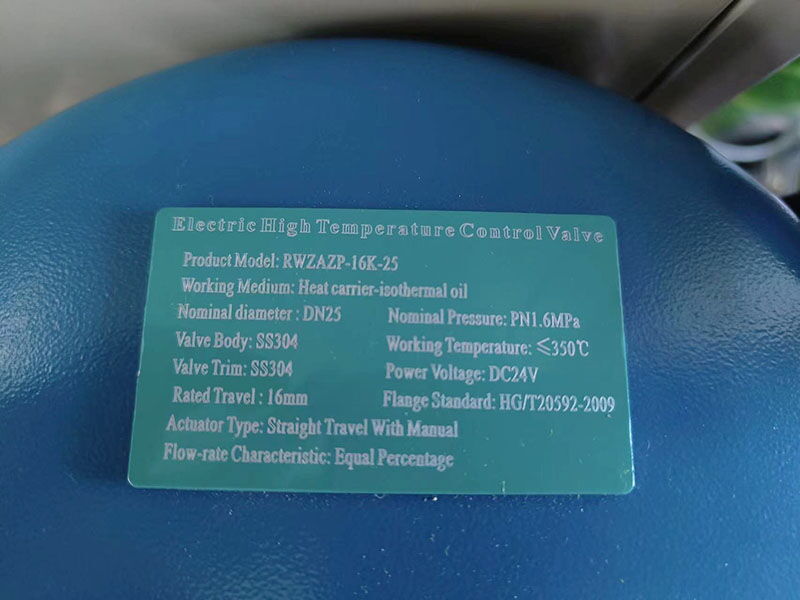 Electric High Temperature Control Valve
Product Model: RWZAZP-16K-25
Working Medium: Heat carrier-isothermal oil
Nominal diameter : DN25 Nominal Pressure: PN1.6MPa
Valve Body: SS304 Working Temperature: ≤350℃
Valve Trim: SS304 Power Voltage: DC24V
Rated Travel : 16mm Flange Standard: HG/T20592-2009
Actuator Type: Straight Travel With Manual
Flow-rate Characteristic: Equal Percentage